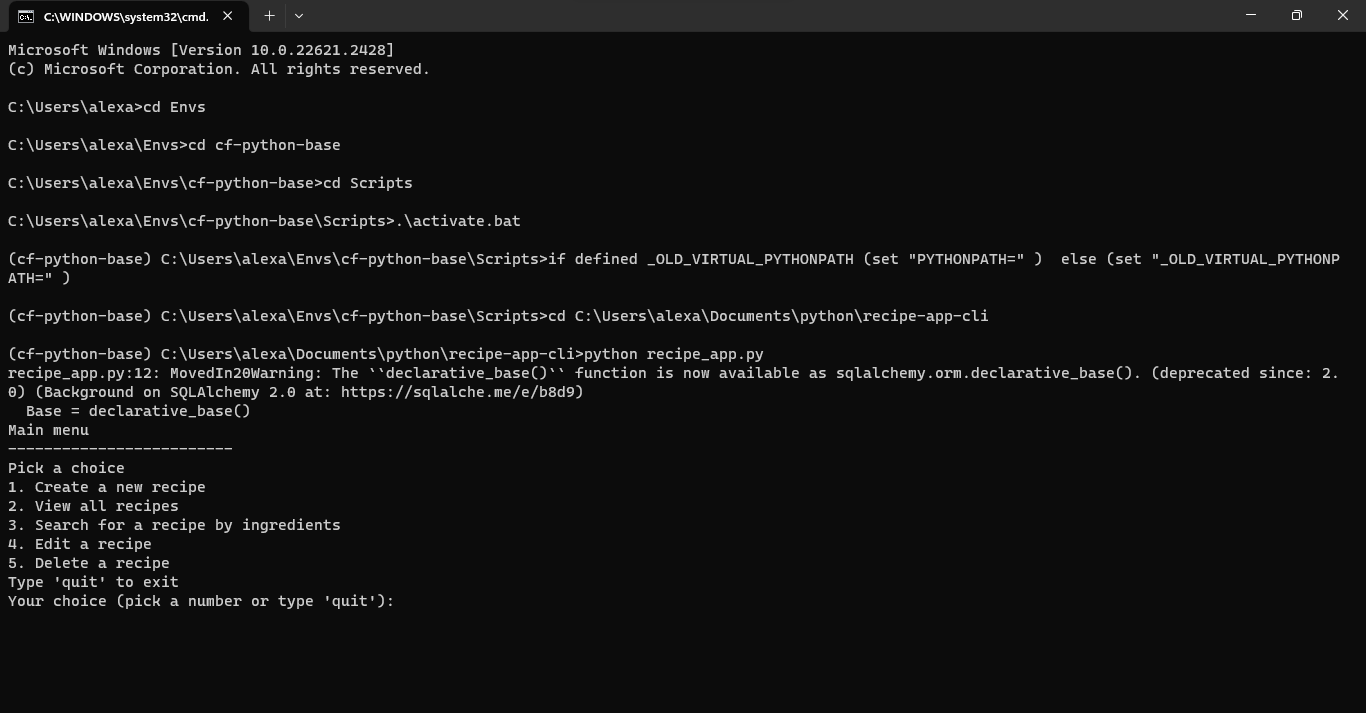 C:\WINDOWS\system32\cmd.
Microsoft Windows [Version 10.0.22621.2428]
(c) Microsoft Corporation. All rights reserved.
C:\Users\alexa>cd Envs
C:\Users\alexa\Envs>cd cf-python-base
C:\Users\alexa\Envs\cf-python-base>cd Scripts
C:\Users\alexa\Envs\cf-python-base\Scripts>.\activate.bat
(cf-python-base) C:\Users\alexa\Envs\cf-python-base\Scripts>if defined _OLD_VIRTUAL_PYTHONPATH (set "PYTHONPATH=" )  else (set "_OLD_VIRTUAL_PYTHONP
ATH=" )
(cf-python-base) C:\Users\alexa\Envs\cf-python-base\Scripts>cd C:\Users\alexa\Documents\python\recipe-app-cli
(cf-python-base) C:\Users\alexa\Documents\python\recipe-app-cli>python recipe_app.py
recipe_app.py:12: MovedIn20Warning: The ``declarative_base()`` function is now available as sqlalchemy.orm.declarative_base(). (deprecated since: 2.
0) (Background on SQLAlchemy 2.0 at: https://sqlalche.me/e/b8d9)
  Base = declarative_base()
Main menu
-------------------------
Pick a choice
1. Create a new recipe
2. View all recipes
3. Search for a recipe by ingredients
4. Edit a recipe
5. Delete a recipe
Type 'quit' to exit
Your choice (pick a number or type 'quit'):